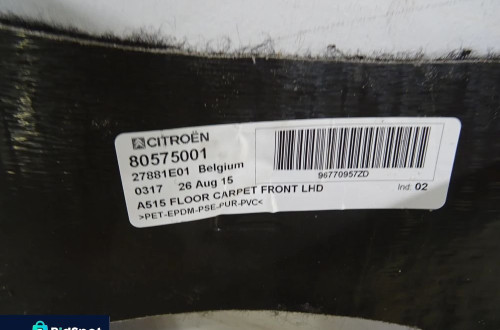 CITROËN
80575001
27881E01 Belgium
0317 26 Aug 15
A515 FLOOR CARPET FRONT LHD
>PET-EPDM-PSE-PUR-PVC<
96770957ZD
Ind: 02
BidSpot